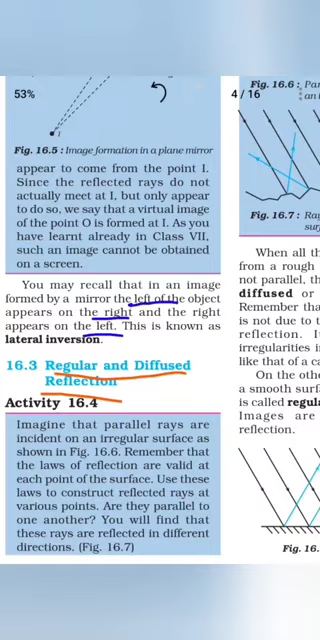 53%
4 / 16
I
Fig. 16.5 : Image formation in a plane mirror
appear to come from the point I.
Since the reflected rays do not
actually meet at I, but only appear
to do so, we say that a virtual image
of the point O is formed at I. As you
have learnt already in Class VII,
such an image cannot be obtained
on a screen.
You may recall that in an image
formed by a mirror the left of the object
appears on the right and the right
appears on the left. This is known as
lateral inversion.
16.3 Regular and Diffused
Reflection
Activity 16.4
Imagine that parallel rays are
incident on an irregular surface as
shown in Fig. 16.6. Remember that
the laws of reflection are valid at
each point of the surface. Use these
laws to construct reflected rays at
various points. Are they parallel to
one another? You will find that
these rays are reflected in different
directions. (Fig. 16.7)
Fig. 16.6 : Par
an i
Fig. 16.7 : Ray
sur
When all th
from a rough
not parallel, th
diffused or
Remember tha
is not due to t
reflection. I
irregularities i
like that of a ca
On the othe
a smooth surfa
is called regula
Images are
reflection.
Fig. 16.